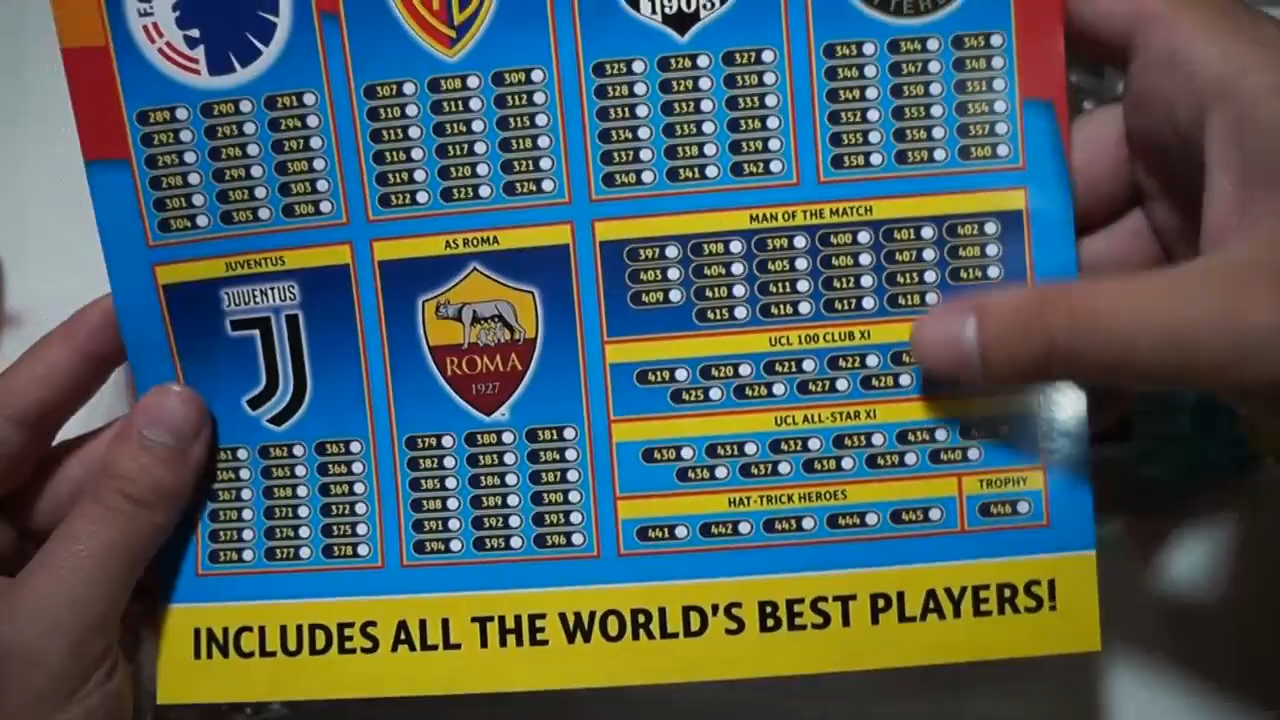 1903
289 290 291
292 293 294
295 296 297
298 299 300
301 302 303
304 305 306
307 308 309
310 311 312
313 314 315
316 317 318
319 320 321
322 323 324
325 326 327
328 329 330
331 332 333
334 335 336
337 338 339
340 341 342
343 344 345
346 347 348
349 350 351
352 353 354
355 356 357
358 359 360
JUVENTUS
JUVENTUS
61 362 363
364 365 366
367 368 369
370 371 372
373 374 375
376 377 378
AS ROMA
ROMA
1927
379 380 381
382 383 384
385 386 387
388 389 390
391 392 393
394 395 396
MAN OF THE MATCH
397 398 399 400 401 402
403 404 405 406 407 408
409 410 411 412 413 414
415 416 417 418
UCL 100 CLUB XI
419 420 421 422
425 426 427 428
UCL ALL-STAR XI
430 431 432 433 434
436 437 438 439 440
HAT-TRICK HEROES
441 442 443 444 445
TROPHY
446
INCLUDES ALL THE WORLD'S BEST PLAYERS!